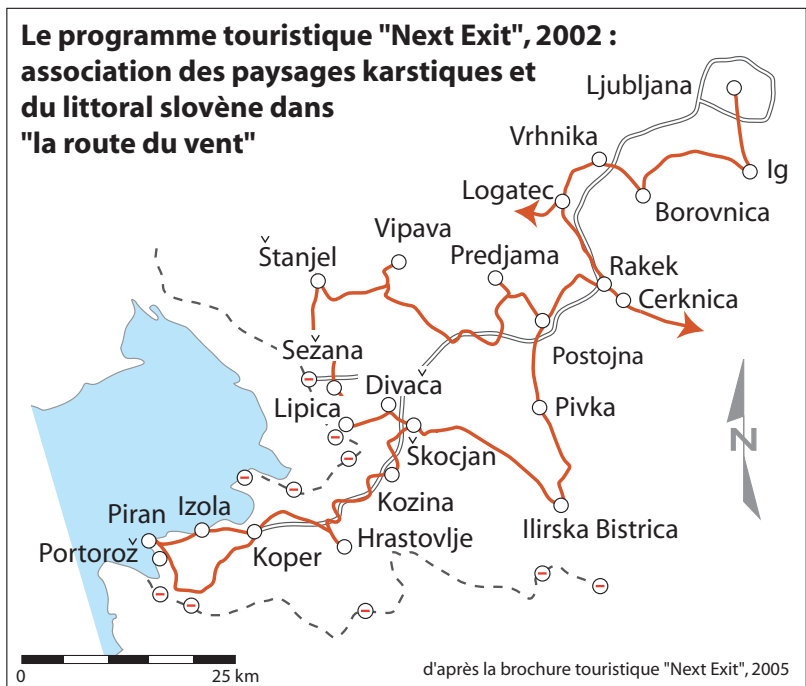 Le programme touristique "Next Exit", 2002 :
association des paysages karstiques et
du littoral slovène dans
"la route du vent"
Ljubljana
Vrhnika
Ig
Logatec
Borovnica
Vipava
Predjama
Štanjel
Rakek
Cerknica
Sežana
Postojna
Divača
Lipica
Pivka
Škocjan
N
Kozina
Izola
Piran
Ilirska Bistrica
Portorož
Koper
Hrastovlje
0
25 km
d'après la brochure touristique "Next Exit", 2005